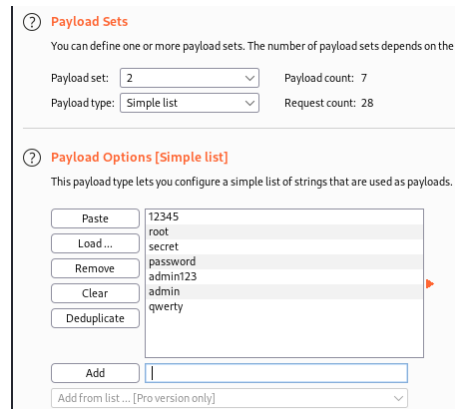 ? Payload Sets
You can define one or more payload sets. The number of payload sets depends on the
Payload set: 2 Payload count: 7
Payload type: Simple list Request count: 28
? Payload Options [Simple list]
This payload type lets you configure a simple list of strings that are used as payloads.
Paste
Load ...
Remove
Clear
Deduplicate
12345
root
secret
password
admin123
admin
qwerty
Add
Add from list ... [Pro version only]